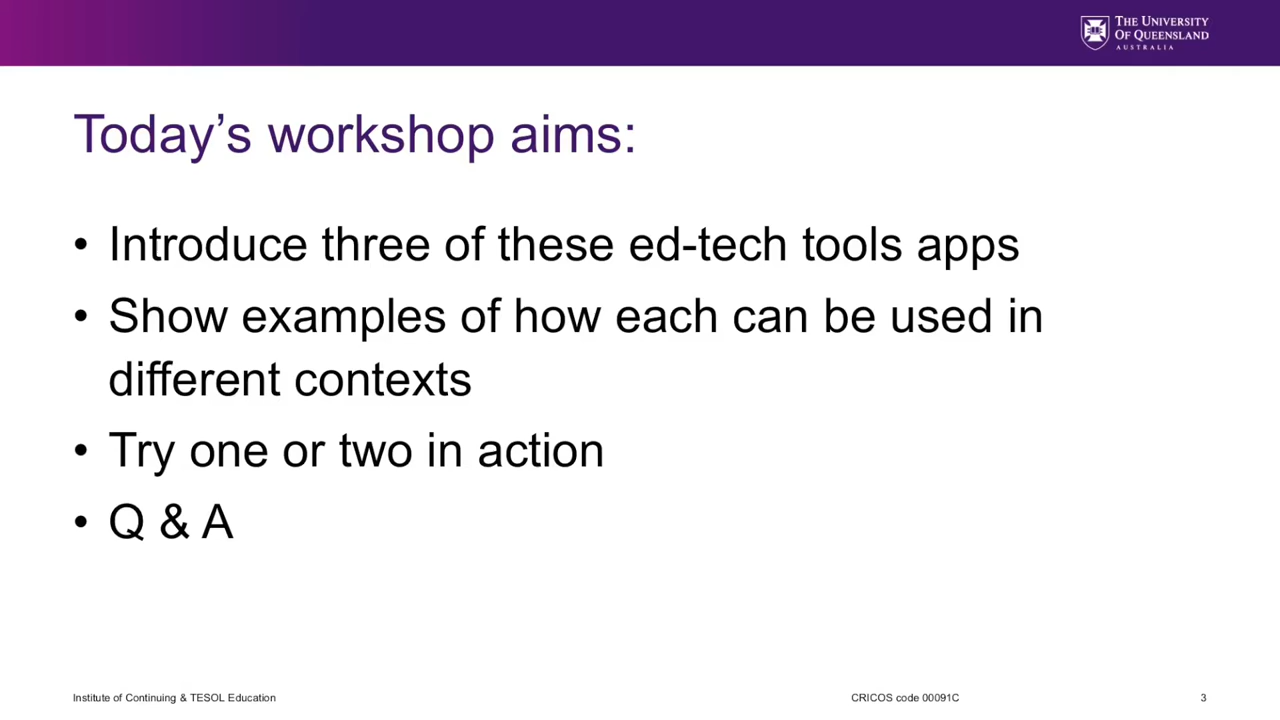 THE UNIVERSITY
OF QUEENSLAND
AUSTRALIA
Today’s workshop aims:
• Introduce three of these ed-tech tools apps
• Show examples of how each can be used in
different contexts
• Try one or two in action
• Q & A
Institute of Continuing & TESOL Education
CRICOS code 00091C
3